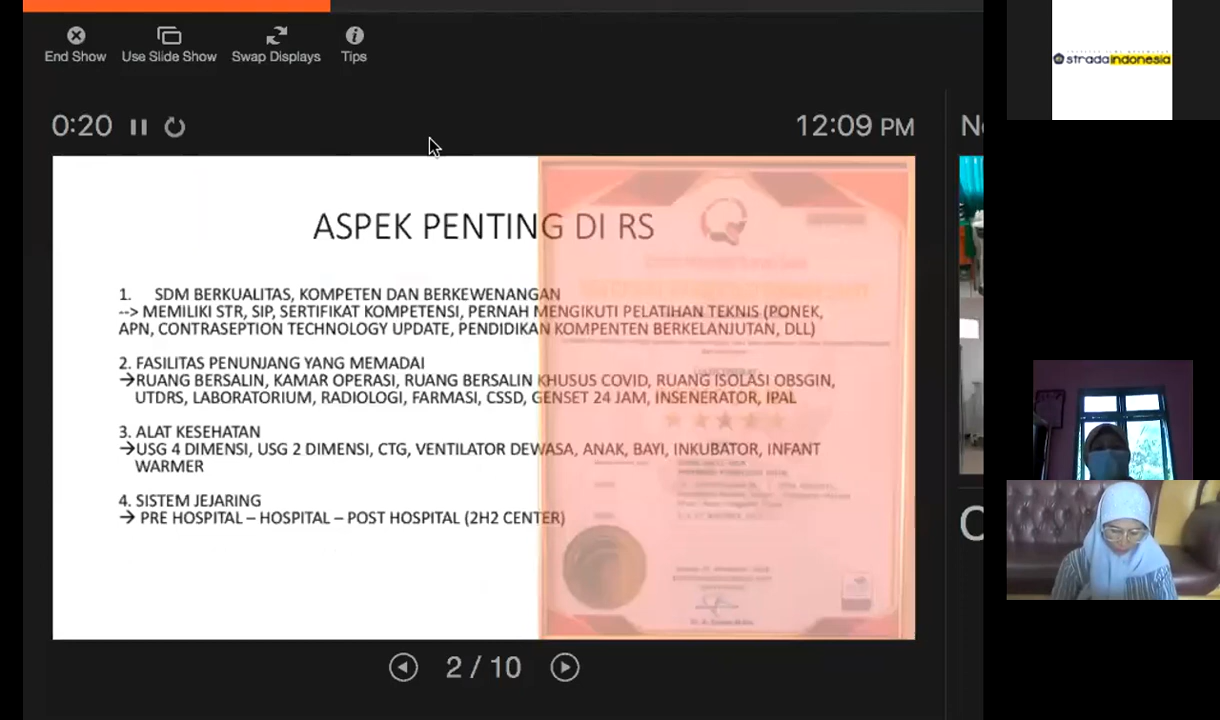 End Show
Use Slide Show
Swap Displays
Tips
0:20
12:09 PM
ASPEK PENTING DI RS
1. SDM BERKUALITAS, KOMPETEN DAN BERKEWENANGAN
--> MEMILIKI STR, SIP, SERTIFIKAT KOMPETENSI, PERNAH MENGIKUTI PELATIHAN TEKNIS (PONEK,
APN, CONTRASEPTION TECHNOLOGY UPDATE, PENDIDIKAN KOMPENTEN BERKELANJUTAN, DLL)
2. FASILITAS PENUNJANG YANG MEMADAI
→RUANG BERSALIN, KAMAR OPERASI, RUANG BERSALIN KHUSUS COVID, RUANG ISOLASI OBSGIN,
UTDRS, LABORATORIUM, RADIOLOGI, FARMASI, CSSD, GENSET 24 JAM, INSENERATOR, IPAL
3. ALAT KESEHATAN
→USG 4 DIMENSI, USG 2 DIMENSI, CTG, VENTILATOR DEWASA, ANAK, BAYI, INKUBATOR, INFANT
WARMER
4. SISTEM JEJARING
→ PRE HOSPITAL – HOSPITAL – POST HOSPITAL (2H2 CENTER)
2 / 10
stradaindonesia